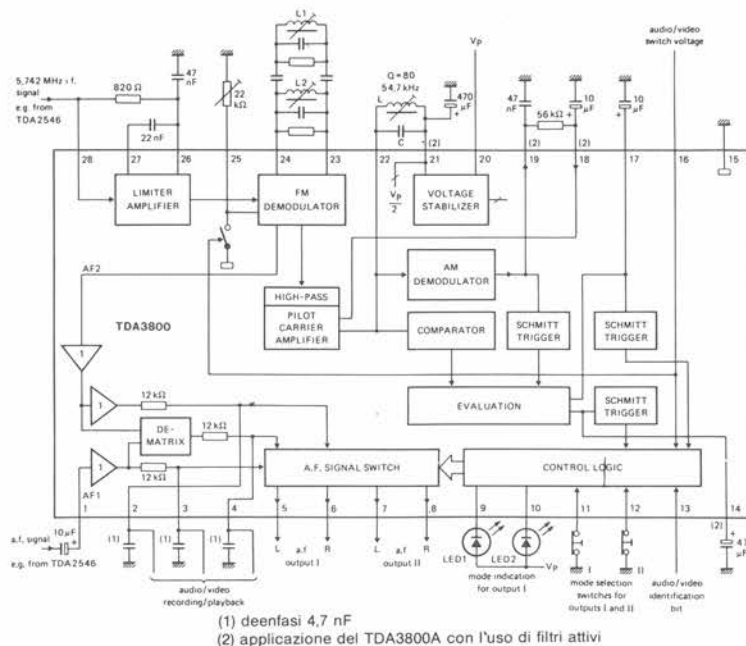 L1
L2
audio/video
switch voltage
5,742 MHz f.
signal
e.g. from
TDA2546
820 Ω
47
nF
22 nF
22
kΩ
Q=80
54,7 kHz
L
C
470
µF
Vp
47
nF
56 kΩ
10
µF
10
µF
(2)
(2)
(2)
28
27
26
25
24
23
22
21
20
19
18
17
16
15
LIMITER
AMPLIFIER
FM
DEMODULATOR
Vp
2
VOLTAGE
STABILIZER
AF2
AM
DEMODULATOR
HIGH-PASS
PILOT
CARRIER
AMPLIFIER
COMPARATOR
SCHMITT
TRIGGER
SCHMITT
TRIGGER
TDA3800
1
EVALUATION
SCHMITT
TRIGGER
1
12 kΩ
DE-
MATRIX
12 kΩ
1
12 kΩ
AF1
A.F. SIGNAL SWITCH
CONTROL LOGIC
1
2
3
4
5
6
7
8
9
10
11
12
13
14
a.f. signal
10µF
e.g. from TDA2546
(1)
(1)
(1)
audio/video
recording/playback
L
R
a.f
output I
L
R
a.f
output II
LED1
LED2
Vp
mode indication
for output I
I
II
mode selection
switches for
outputs I and II
audio/video
identification
bit
(2)
µF
(1) deenfasi 4,7 nF
(2) applicazione del TDA3800A con l'uso di filtri attivi